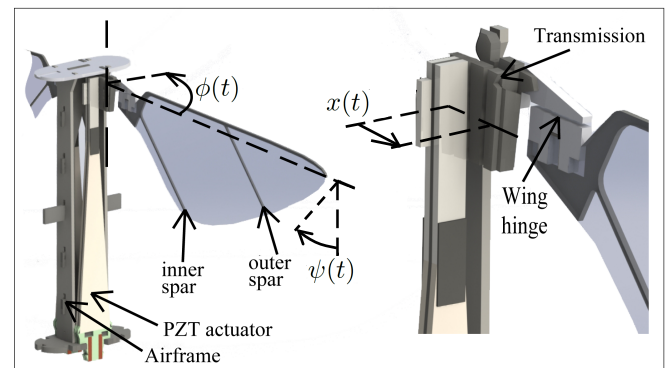 ϕ(t)
inner
spar
outer
spar
ψ(t)
PZT actuator
Airframe
Transmission
x(t)
Wing
hinge